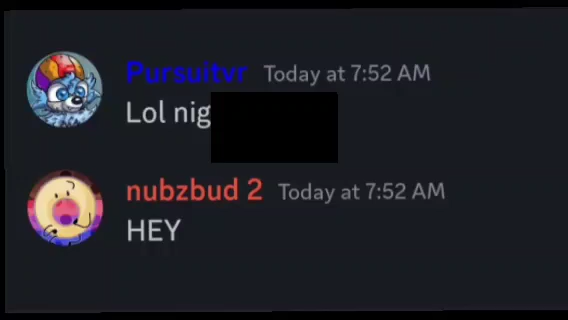 Pursuitvr Today at 7:52 AM
Lol nig
nubzbud 2 Today at 7:52 AM
HEY